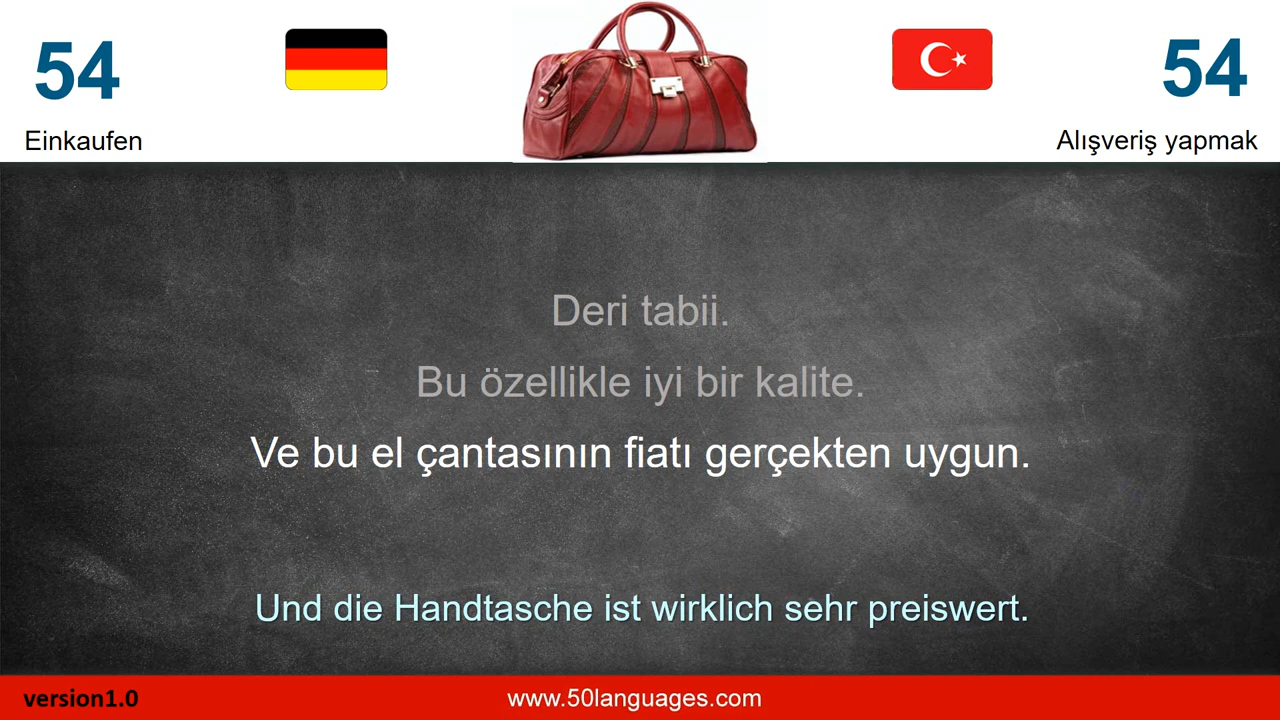 54
54
Einkaufen
Alışveriş yapmak
Deri tabii.
Bu özellikle iyi bir kalite.
Ve bu el çantasının fiatı gerçekten uygun.
Und die Handtasche ist wirklich sehr preiswert.
version1.0
www.50languages.com